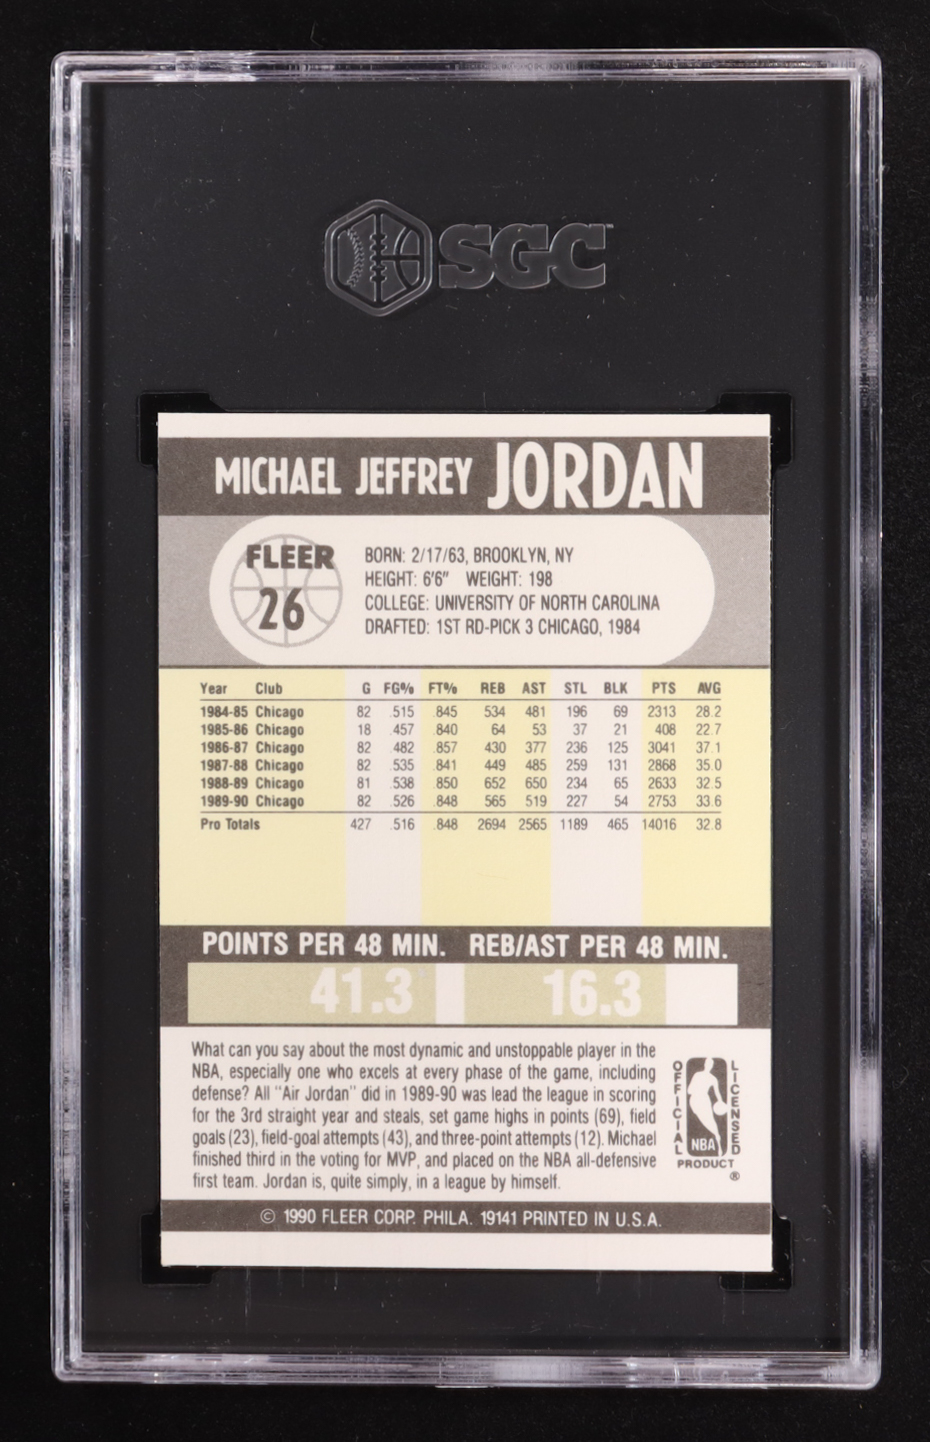 SGC
MICHAEL JEFFREY JORDAN
FLEER
26
BORN: 2/17/63, BROOKLYN, NY
HEIGHT: 6'6" WEIGHT: 198
COLLEGE: UNIVERSITY OF NORTH CAROLINA
DRAFTED: 1ST RD-PICK 3 CHICAGO, 1984
Year Club G FG% FT% REB AST STL BLK PTS AVG
1984-85 Chicago 82 .515 .845 534 481 196 69 2313 28.2
1985-86 Chicago 18 .457 .840 64 53 37 21 408 22.7
1986-87 Chicago 82 .482 .857 430 377 236 125 3041 37.1
1987-88 Chicago 82 .535 .841 449 485 259 131 2868 35.0
1988-89 Chicago 81 .538 .850 652 650 234 65 2633 32.5
1989-90 Chicago 82 .526 .848 565 519 227 54 2753 33.6
Pro Totals 427 .516 .848 2694 2565 1189 465 14016 32.8
POINTS PER 48 MIN. REB/AST PER 48 MIN.
41.3 16.3
What can you say about the most dynamic and unstoppable player in the
NBA, especially one who excels at every phase of the game, including
defense? All "Air Jordan" did in 1989-90 was lead the league in scoring
for the 3rd straight year and steals, set game highs in points (69), field
goals (23), field-goal attempts (43), and three-point attempts (12). Michael
finished third in the voting for MVP, and placed on the NBA all-defensive
first team. Jordan is, quite simply, in a league by himself.
OFFICIAL LICENSED
NBA
PRODUCT
®
© 1990 FLEER CORP. PHILA. 19141 PRINTED IN U.S.A.